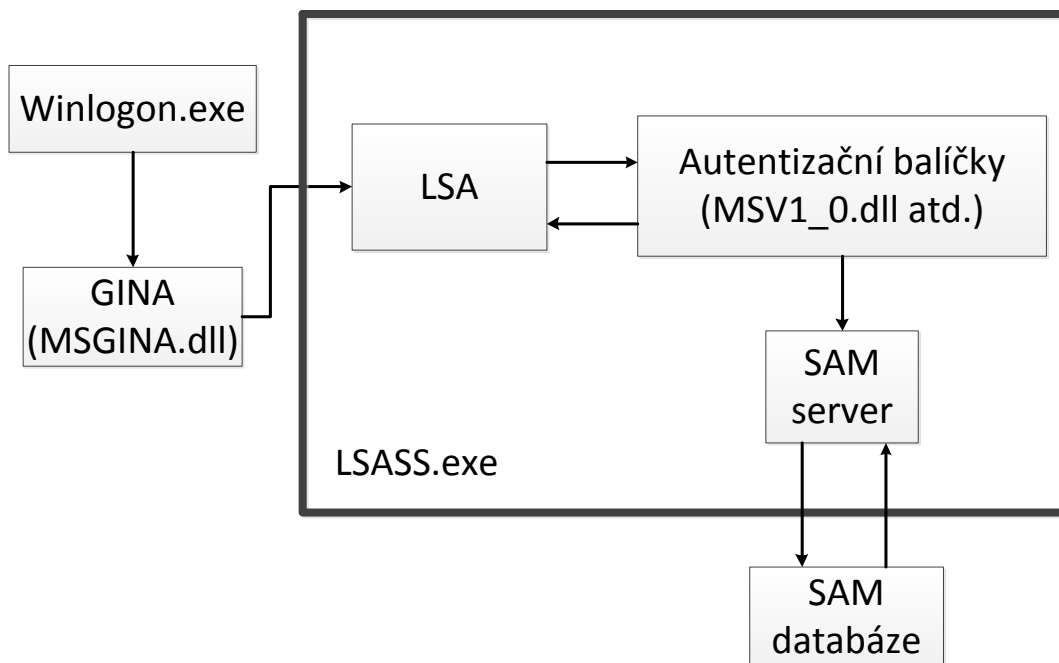 Winlogon.exe
GINA
(MSGINA.dll)
LSA
Autentizační balíčky
(MSV1_0.dll atd.)
SAM
server
LSASS.exe
SAM
databáze